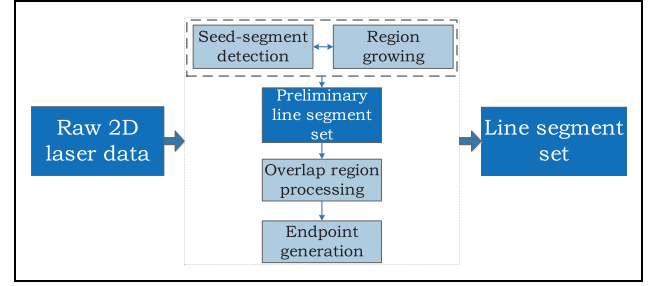 Seed-segment
detection
Region
growing
Preliminary
line segment
set
Raw 2D
laser data
Line segment
set
Overlap region
processing
Endpoint
generation